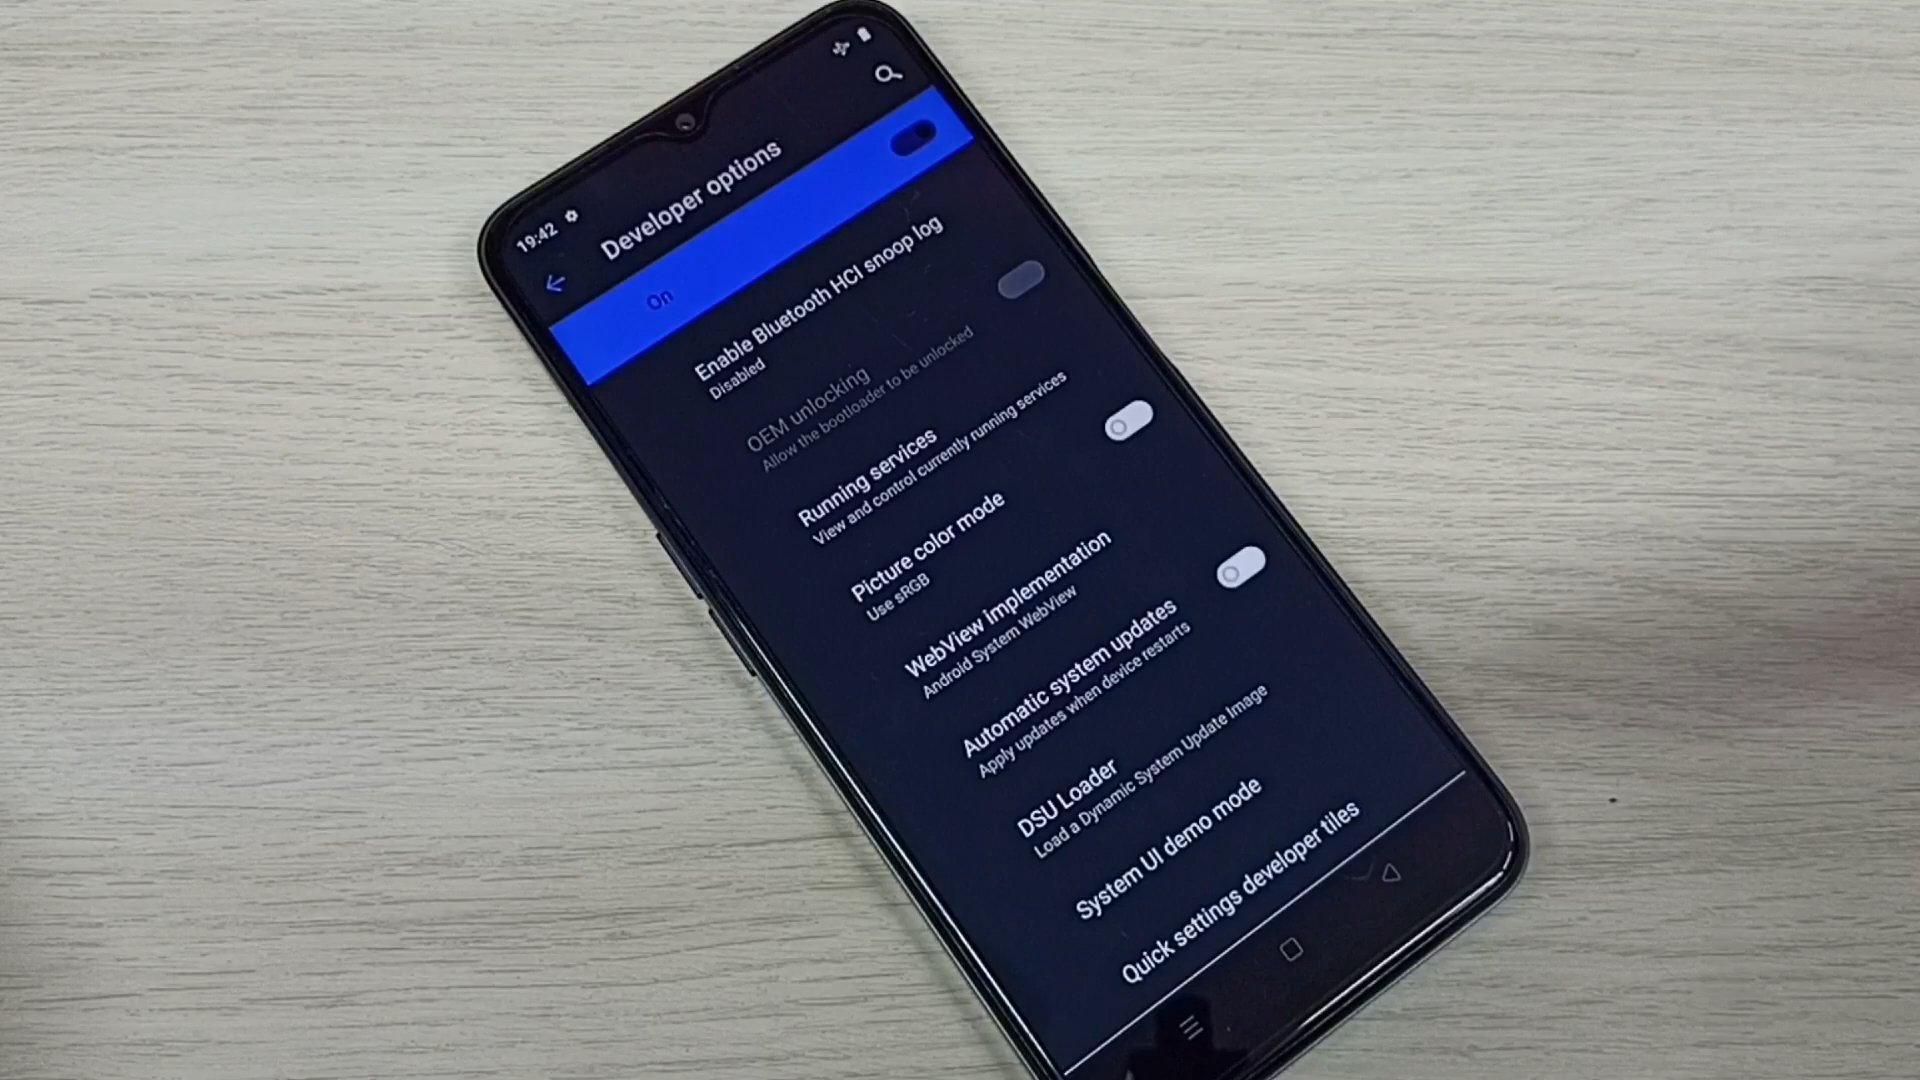 19:42
Developer options
On
Enable Bluetooth HCI snoop log
Disabled
OEM unlocking
Allow the bootloader to be unlocked
Running services
View and control currently running services
Picture color mode
Use sRGB
WebView implementation
Android System WebView
Automatic system updates
Apply updates when device restarts
DSU Loader
Load a Dynamic System Update Image
System UI demo mode
Quick settings developer tiles